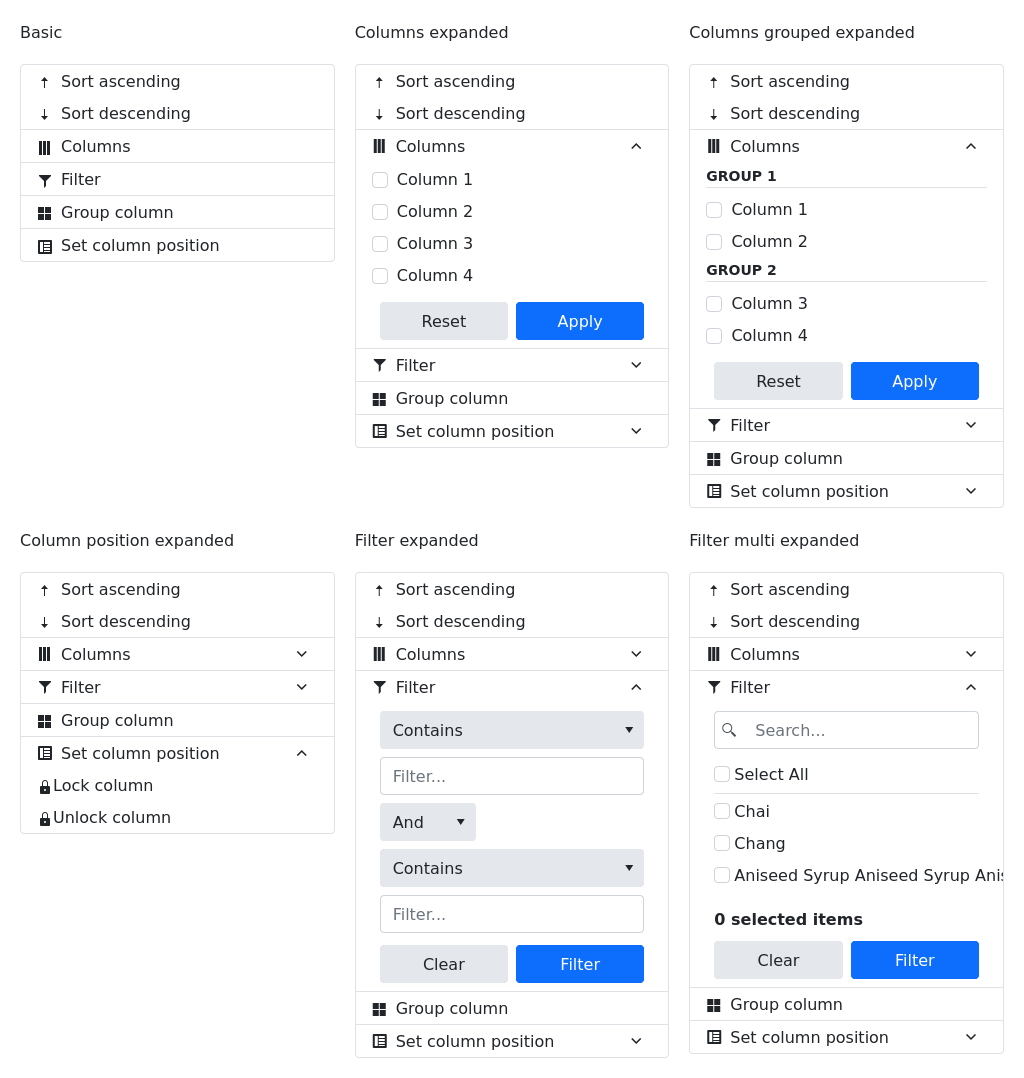 Basic
Sort ascending
Sort descending
Columns
Filter
Group column
Set column position
Columns expanded
Sort ascending
Sort descending
Columns
Column 1
Column 2
Column 3
Column 4
Reset Apply
Filter
Group column
Set column position
Columns grouped expanded
Sort ascending
Sort descending
Columns
GROUP 1
Column 1
Column 2
GROUP 2
Column 3
Column 4
Reset Apply
Filter
Group column
Set column position
Column position expanded
Sort ascending
Sort descending
Columns
Filter
Group column
Set column position
Lock column
Unlock column
Filter expanded
Sort ascending
Sort descending
Columns
Filter
Contains
Filter...
And
Contains
Filter...
Clear Filter
Group column
Set column position
Filter multi expanded
Sort ascending
Sort descending
Columns
Filter
Search...
Select All
Chai
Chang
Aniseed Syrup Aniseed Syrup
0 selected items
Clear Filter
Group column
Set column position